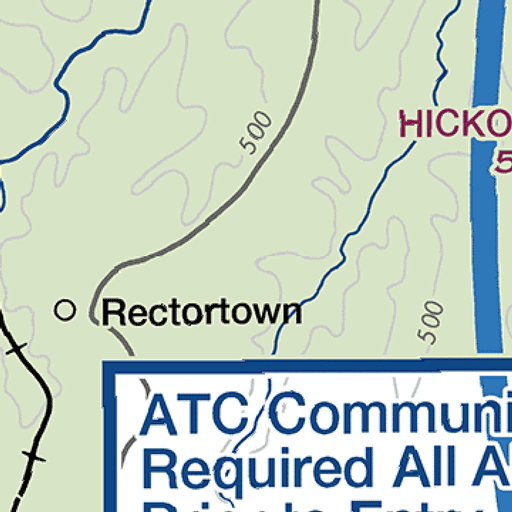 500
HICKO
5
Rectortown
500
ATC Communi
Required All A